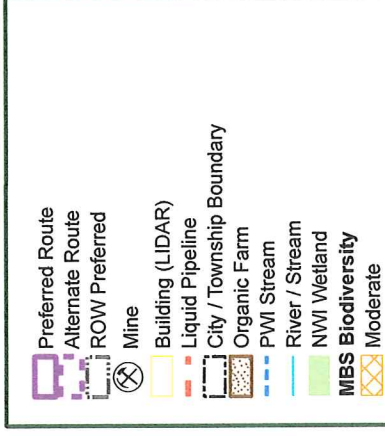 Preferred Route
Alternate Route
ROW Preferred
Mine
Building (LIDAR)
Liquid Pipeline
City / Township Boundary
Organic Farm
PWI Stream
River / Stream
NWI Wetland
MBS Biodiversity
Moderate